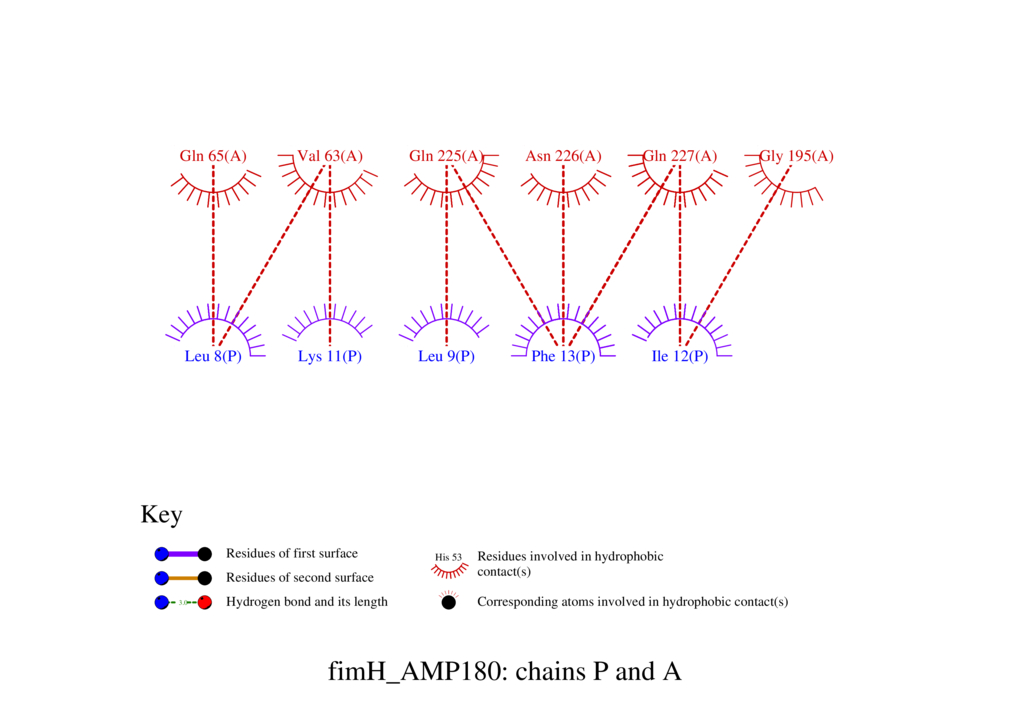 Gln 65(A) Val 63(A) Gln 225(A) Asn 226(A) Gln 227(A) Gly 195(A)
Leu 8(P) Lys 11(P) Leu 9(P) Phe 13(P) Ile 12(P)
Key
Residues of first surface
Residues of second surface
3.0 Hydrogen bond and its length
His 53 Residues involved in hydrophobic
contact(s)
Corresponding atoms involved in hydrophobic contact(s)
fimH_AMP180: chains P and A